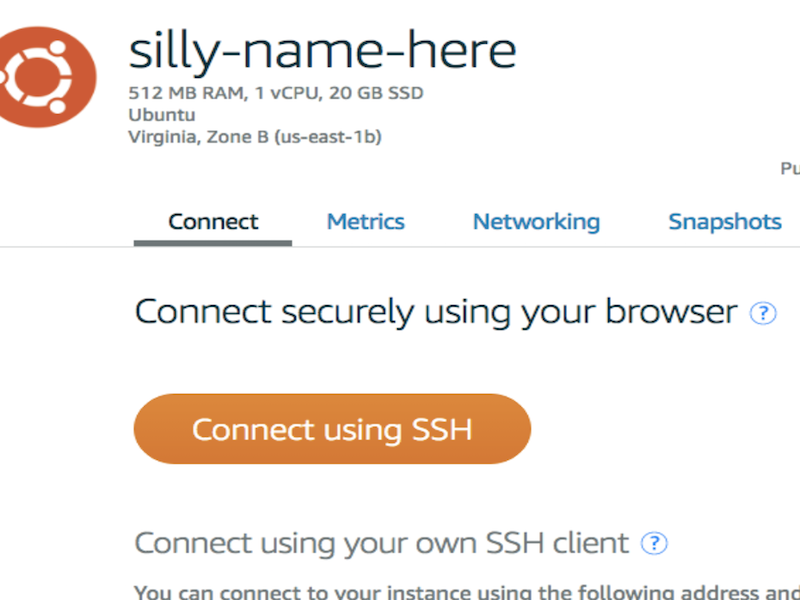 silly-name-here
512 MB RAM, 1 vCPU, 20 GB SSD
Ubuntu
Virginia, Zone B (us-east-1b)
Connect Metrics Networking Snapshots
Connect securely using your browser ?
Connect using SSH
Connect using your own SSH client ?
You can connect to your instance using the following address and